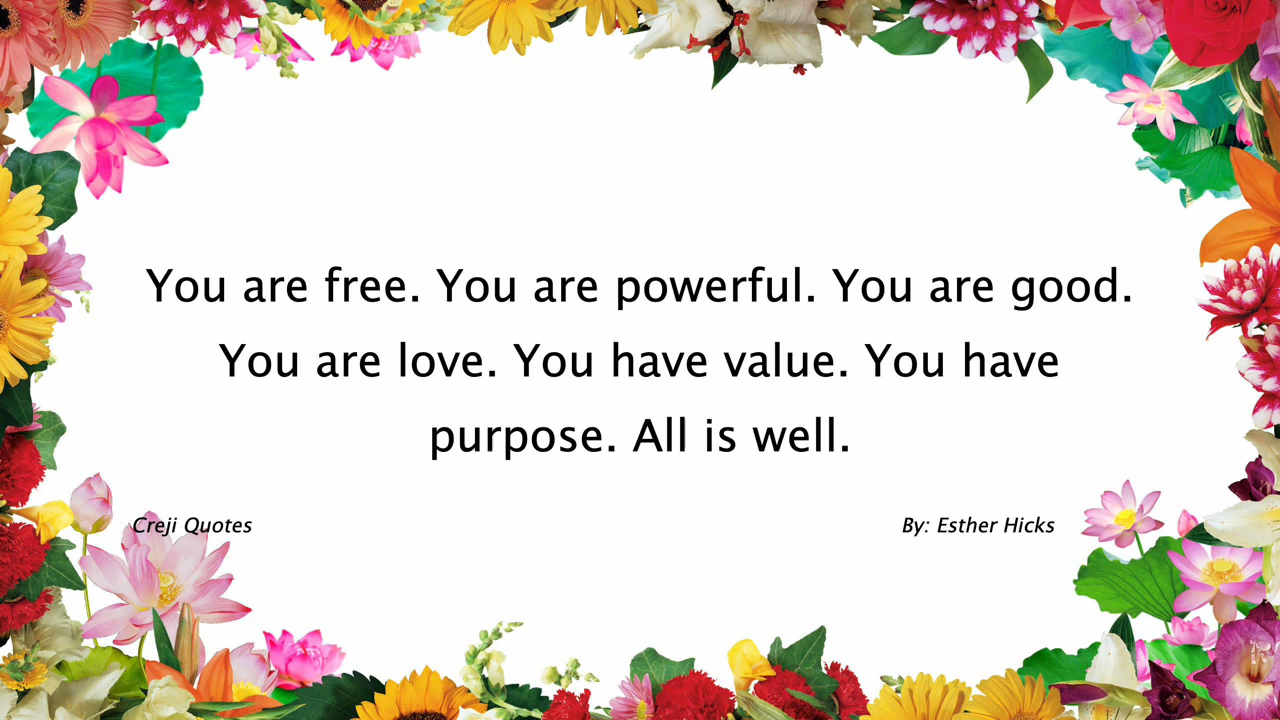 You are free. You are powerful. You are good.
You are love. You have value. You have
purpose. All is well.
Creji Quotes
By: Esther Hicks